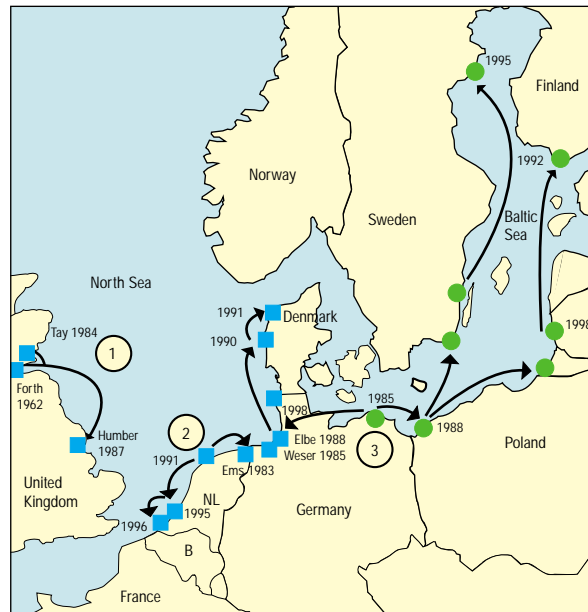 1995
Finland
1992
Norway
Sweden
Baltic
Sea
North Sea
1991
Denmark
1990
1998
Tay 1984
1
Forth
1962
1998
1985
Humber
1987
2
Elbe 1988
3
1988
1991
Weser 1985
Poland
Ems 1983
United
Kingdom
NL
1995
Germany
1996
B
France